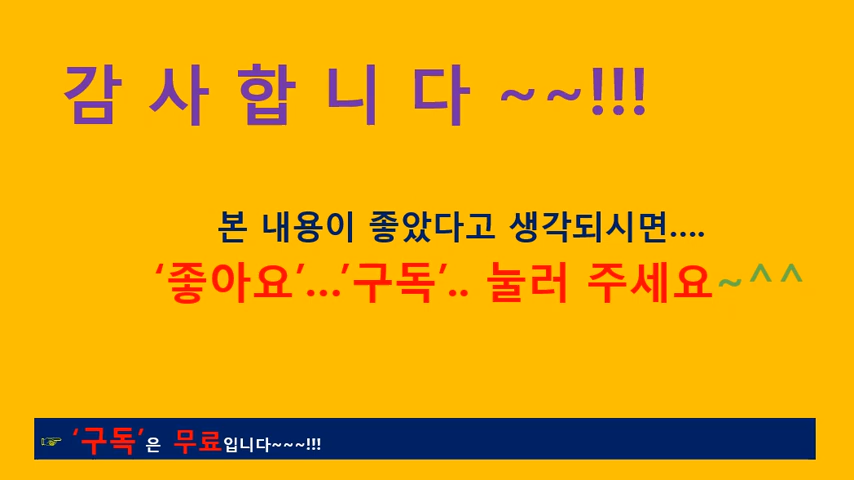 감 사 합 니 다 ~~!!!
본 내용이 좋았다고 생각되시면....
‘좋아요’...’구독’.. 눌러 주세요~^^
☞ ‘구독’은 무료입니다~~~!!!